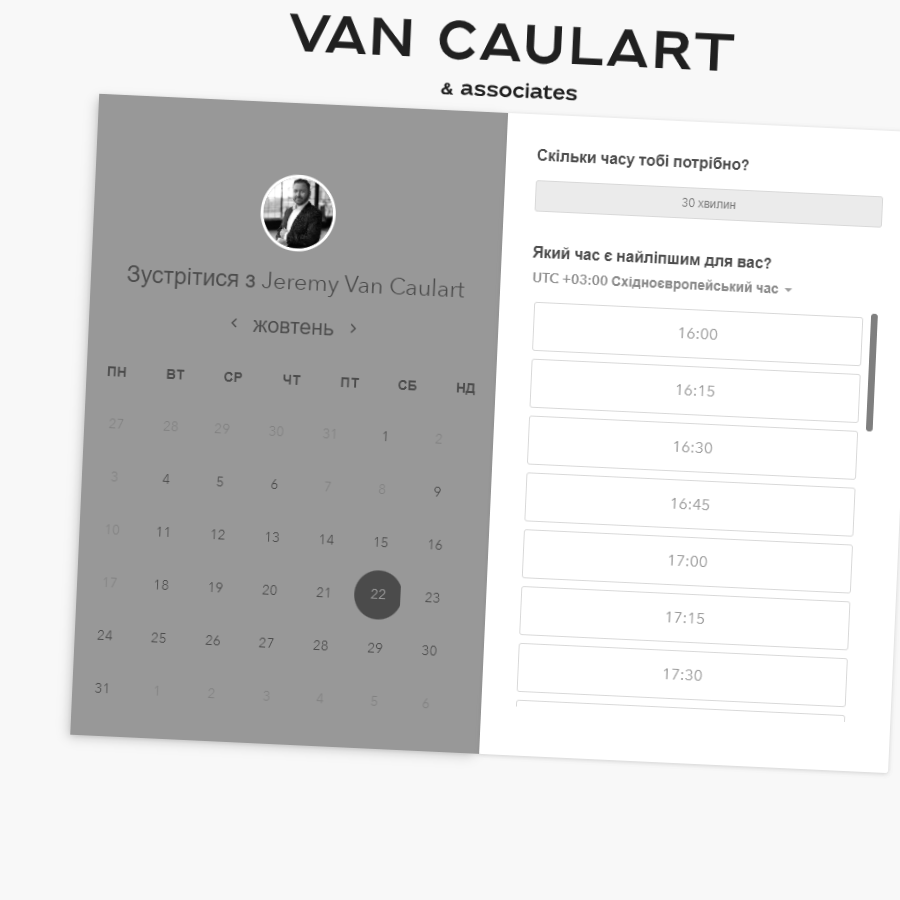 VAN CAULART
& associates
Зустрітися з Jeremy Van Caulart
‹ жовтень ›
ПН ВТ СР ЧТ ПТ СБ НД
27 28 29 30 31 1 2
3 4 5 6 7 8 9
10 11 12 13 14 15 16
17 18 19 20 21 22 23
24 25 26 27 28 29 30
31 1 2 3 4 5 6
Скільки часу тобі потрібно?
30 хвилин
Який час є найліпшим для вас?
UTC +03:00 Східноєвропейський час
16:00
16:15
16:30
16:45
17:00
17:15
17:30